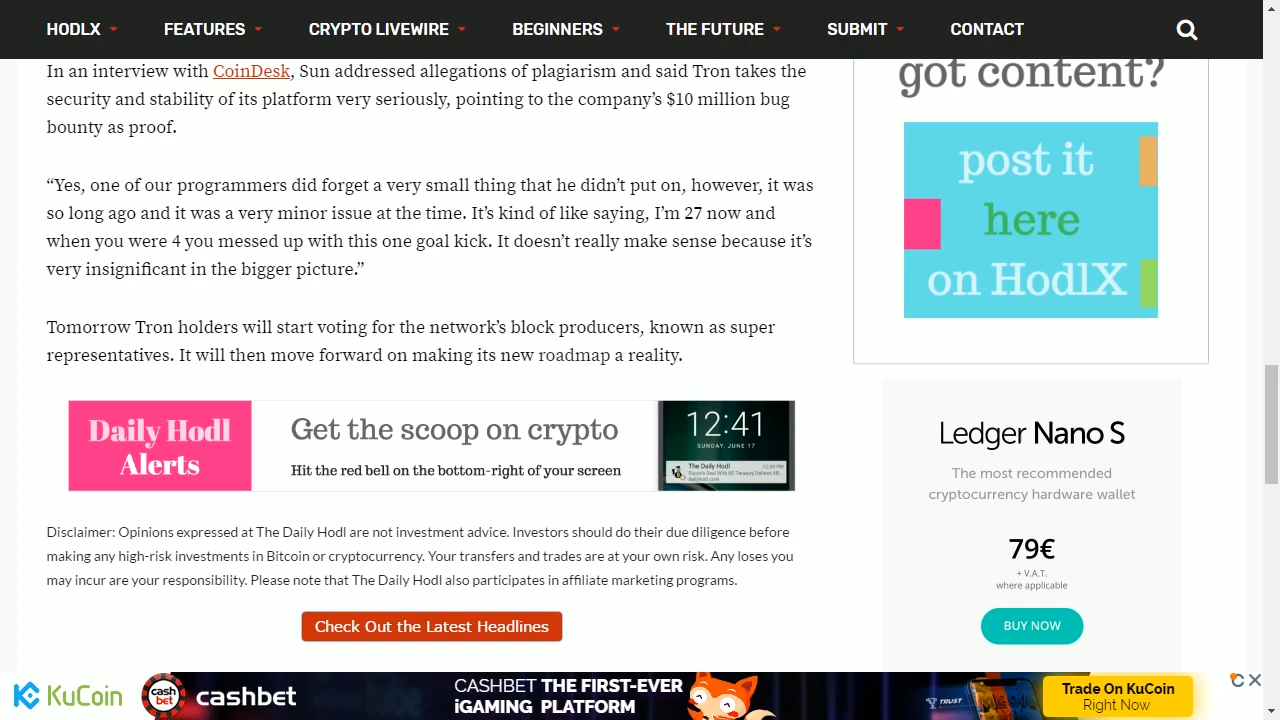 HODLX FEATURES CRYPTO LIVEWIRE BEGINNERS THE FUTURE SUBMIT CONTACT
In an interview with CoinDesk, Sun addressed allegations of plagiarism and said Tron takes the
security and stability of its platform very seriously, pointing to the company’s $10 million bug
bounty as proof.
“Yes, one of our programmers did forget a very small thing that he didn’t put on, however, it was
so long ago and it was a very minor issue at the time. It’s kind of like saying, I’m 27 now and
when you were 4 you messed up with this one goal kick. It doesn’t really make sense because it’s
very insignificant in the bigger picture.”
Tomorrow Tron holders will start voting for the network’s block producers, known as super
representatives. It will then move forward on making its new roadmap a reality.
Daily Hodl
Alerts
Get the scoop on crypto
Hit the red bell on the bottom-right of your screen
12:41
SUNDAY, JUNE 17
The Daily Hodl 12:29 PM
dailyhodl.com
Disclaimer: Opinions expressed at The Daily Hodl are not investment advice. Investors should do their due diligence before
making any high-risk investments in Bitcoin or cryptocurrency. Your transfers and trades are at your own risk. Any loses you
may incur are your responsibility. Please note that The Daily Hodl also participates in affiliate marketing programs.
Check Out the Latest Headlines
got content?
post it
here
on HodlX
Ledger Nano S
The most recommended
cryptocurrency hardware wallet
79€
+ V.A.T.
where applicable
BUY NOW
KuCoin
cash
bet
cashbet
CASHBET THE FIRST-EVER
iGAMING PLATFORM
TRUST
Trade On KuCoin
Right Now